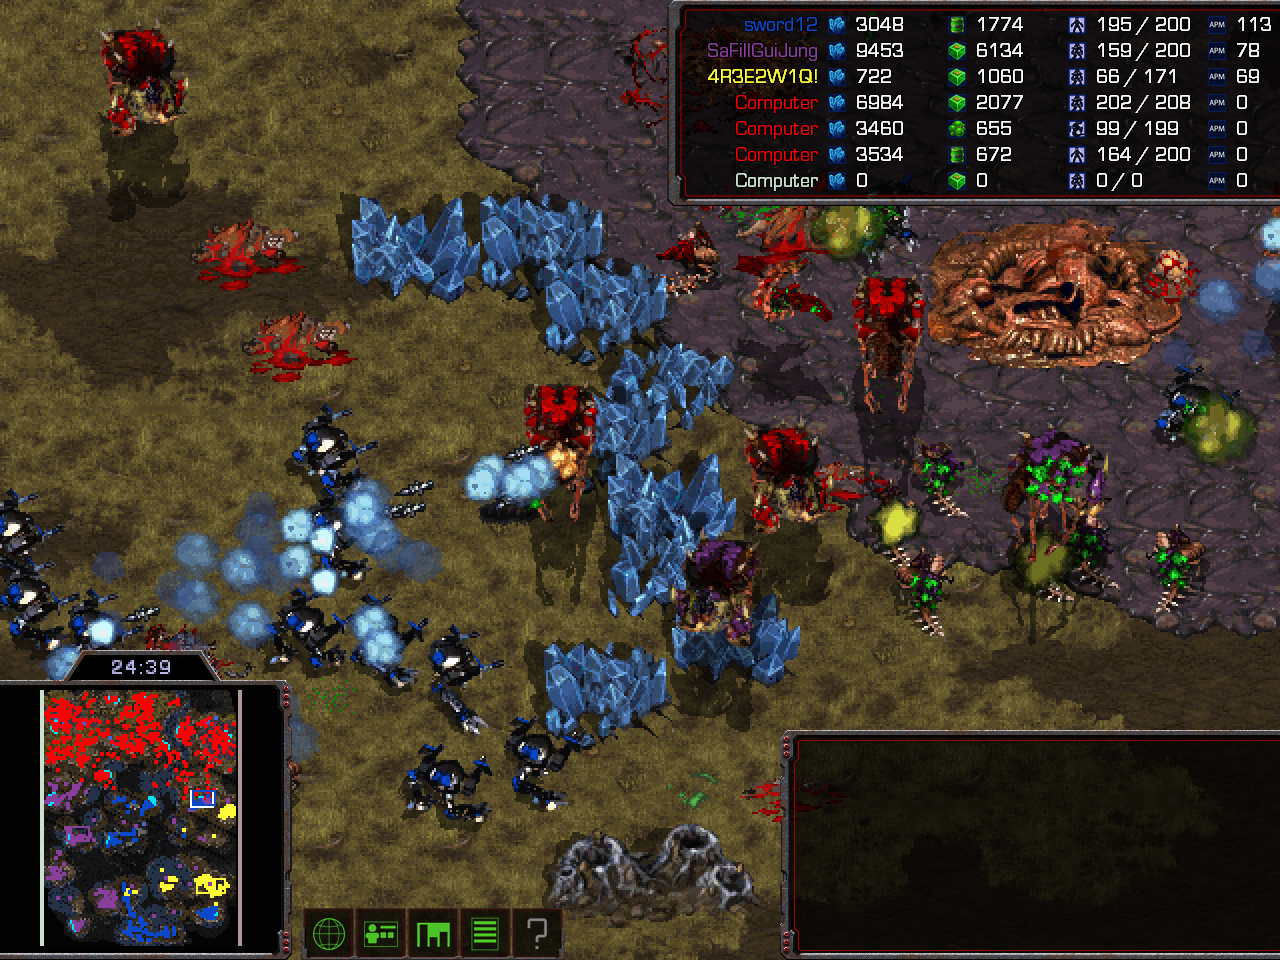 sword12 3048 1774 195 / 200 APM 113
SaFillGuiJung 9453 6134 159 / 200 APM 78
4R3E2W1Q! 722 1060 66 / 171 APM 69
Computer 6984 2077 202 / 208 APM 0
Computer 3460 655 99 / 199 APM 0
Computer 3534 672 164 / 200 APM 0
Computer 0 0 0 / 0 APM 0
24:39
?